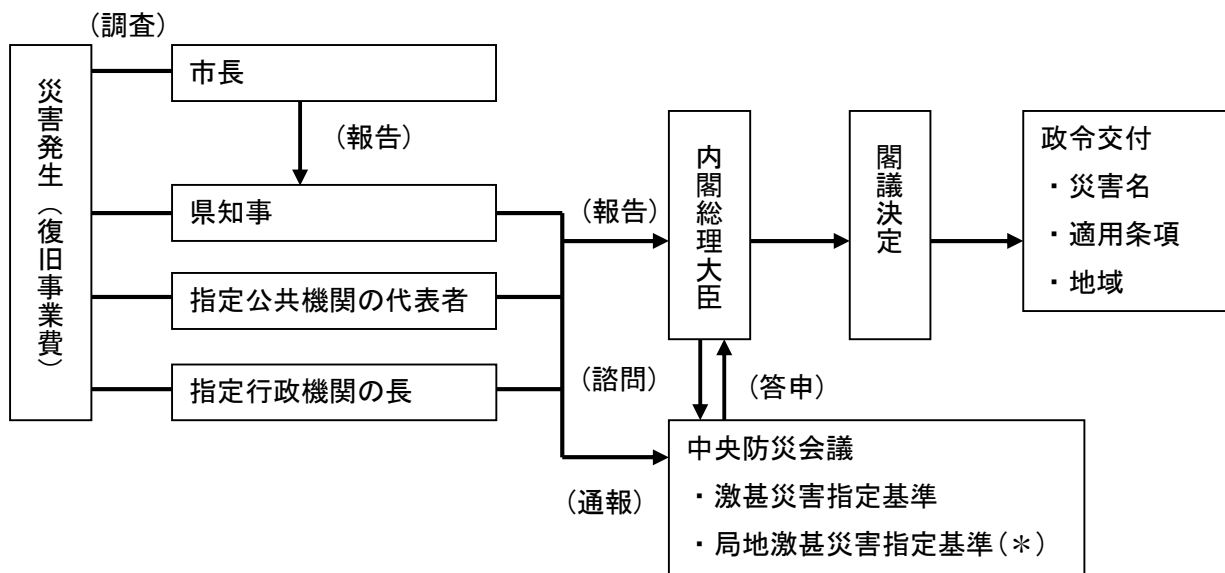 (調査)
災害発生(復旧事業費)
市長
(報告)
県知事
指定公共機関の代表者
指定行政機関の長
(報告)
内閣総理大臣
閣議決定
政令交付
・災害名
・適用条項
・地域
(諮問)
(答申)
(通報)
中央防災会議
・激甚災害指定基準
・局地激甚災害指定基準(＊)